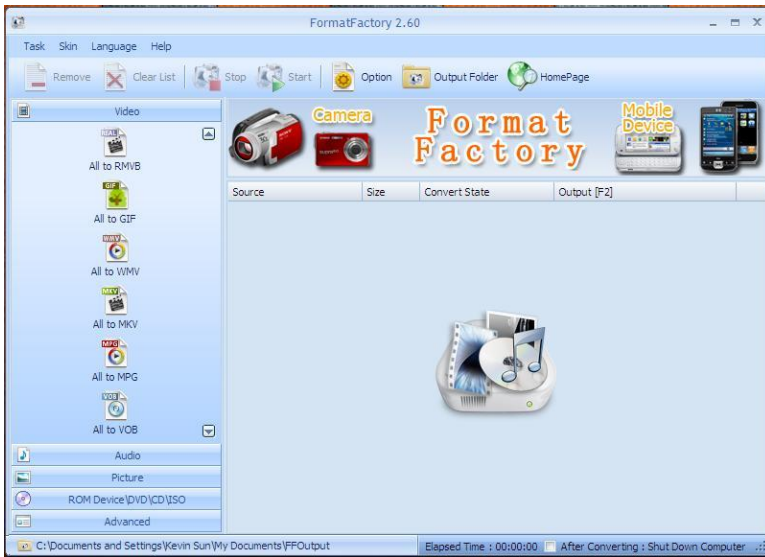 FormatFactory 2.60
Task Skin Language Help
Remove Clear List Stop Start Option Output Folder HomePage
Video
All to RMVB
GIF
All to GIF
WMV
All to WMV
MKV
All to MKV
MPG
All to MPG
VOB
All to VOB
Audio
Picture
ROM Device\DVD\CD\ISO
Advanced
Camera
Format
Factory
Mobile
Device
Source Size Convert State Output [F2]
C:\Documents and Settings\Kevin Sun\My Documents\FFOutput
Elapsed Time : 00:00:00 After Converting : Shut Down Computer